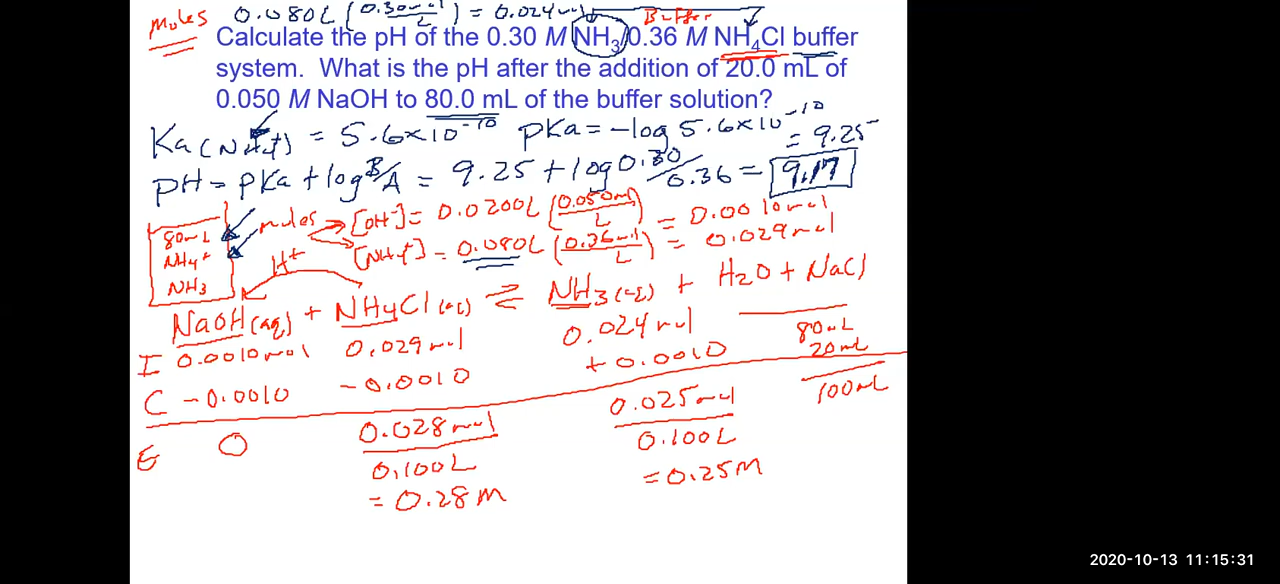 moles 0.080L (0.30mol/L) = 0.024mol Buffer
Calculate the pH of the 0.30 M NH₃/0.36 M NH₄Cl buffer
system. What is the pH after the addition of 20.0 mL of
0.050 M NaOH to 80.0 mL of the buffer solution?
Ka(NH₄⁺) = 5.6×10⁻¹⁰ pKa = -log 5.6×10⁻¹⁰ = 9.25
pH = pKa + log B/A = 9.25 + log 0.30/0.36 = 9.17
80mL
NH₄⁺
NH₃
moles [OH⁻] = 0.0200L (0.050mol/L) = 0.0010mol
[NH₄⁺] = 0.080L (0.36mol/L) = 0.029mol
H⁺
NaOH(aq) + NH₄Cl(aq) ⇌ NH₃(aq) + H₂O + NaCl
I 0.0010mol 0.029mol 0.024mol 80mL
C -0.0010 -0.0010 +0.0010 20mL
E 0 0.028mol/0.100L 0.025mol/0.100L 100mL
= 0.28M = 0.25M
2020-10-13 11:15:31